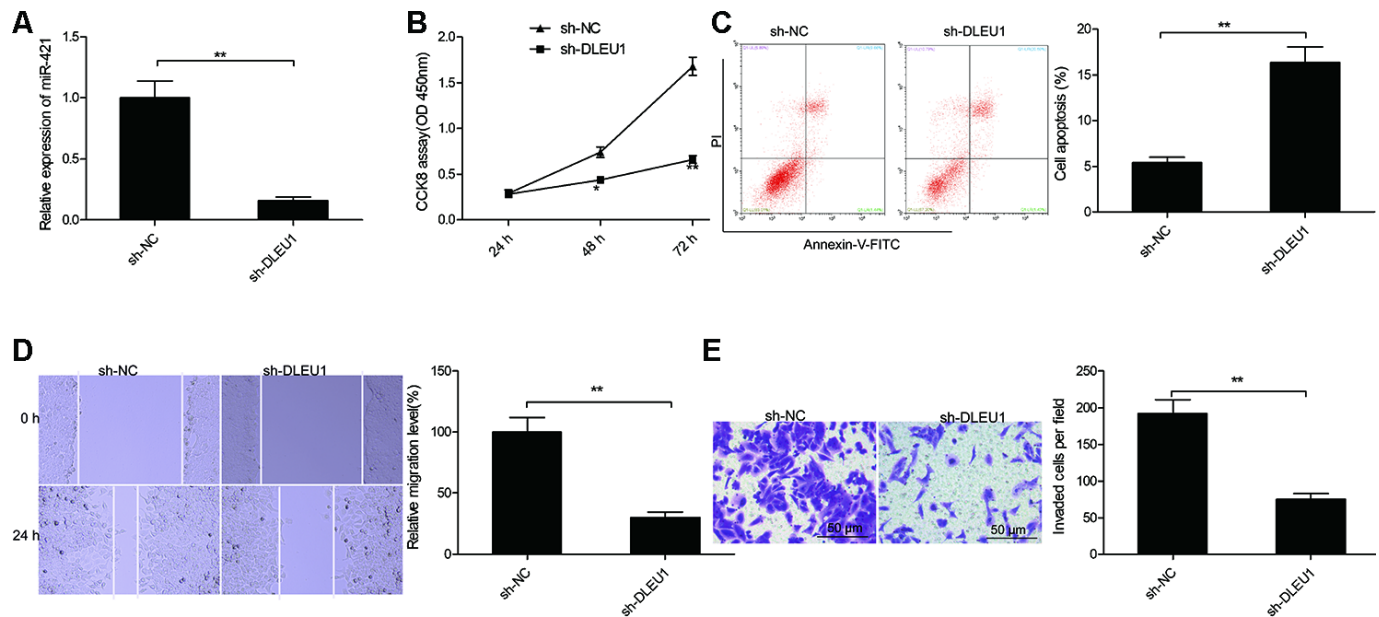 A
Relative expression of miR-421
1.5
1.0
0.5
0.0
**
sh-NC
sh-DLEU1
B
CCK8 assay(OD 450nm)
sh-NC
sh-DLEU1
2.0
1.5
1.0
0.5
0.0
*
**
24 h
48 h
72 h
C
sh-NC
sh-DLEU1
PI
Annexin-V-FITC
Cell apoptosis (%)
20
15
10
5
0
**
sh-NC
sh-DLEU1
D
sh-NC
sh-DLEU1
0 h
24 h
Relative migration level(%)
150
100
50
0
**
sh-NC
sh-DLEU1
E
sh-NC
sh-DLEU1
50 µm
50 µm
Invaded cells per field
250
200
150
100
50
0
**
sh-NC
sh-DLEU1